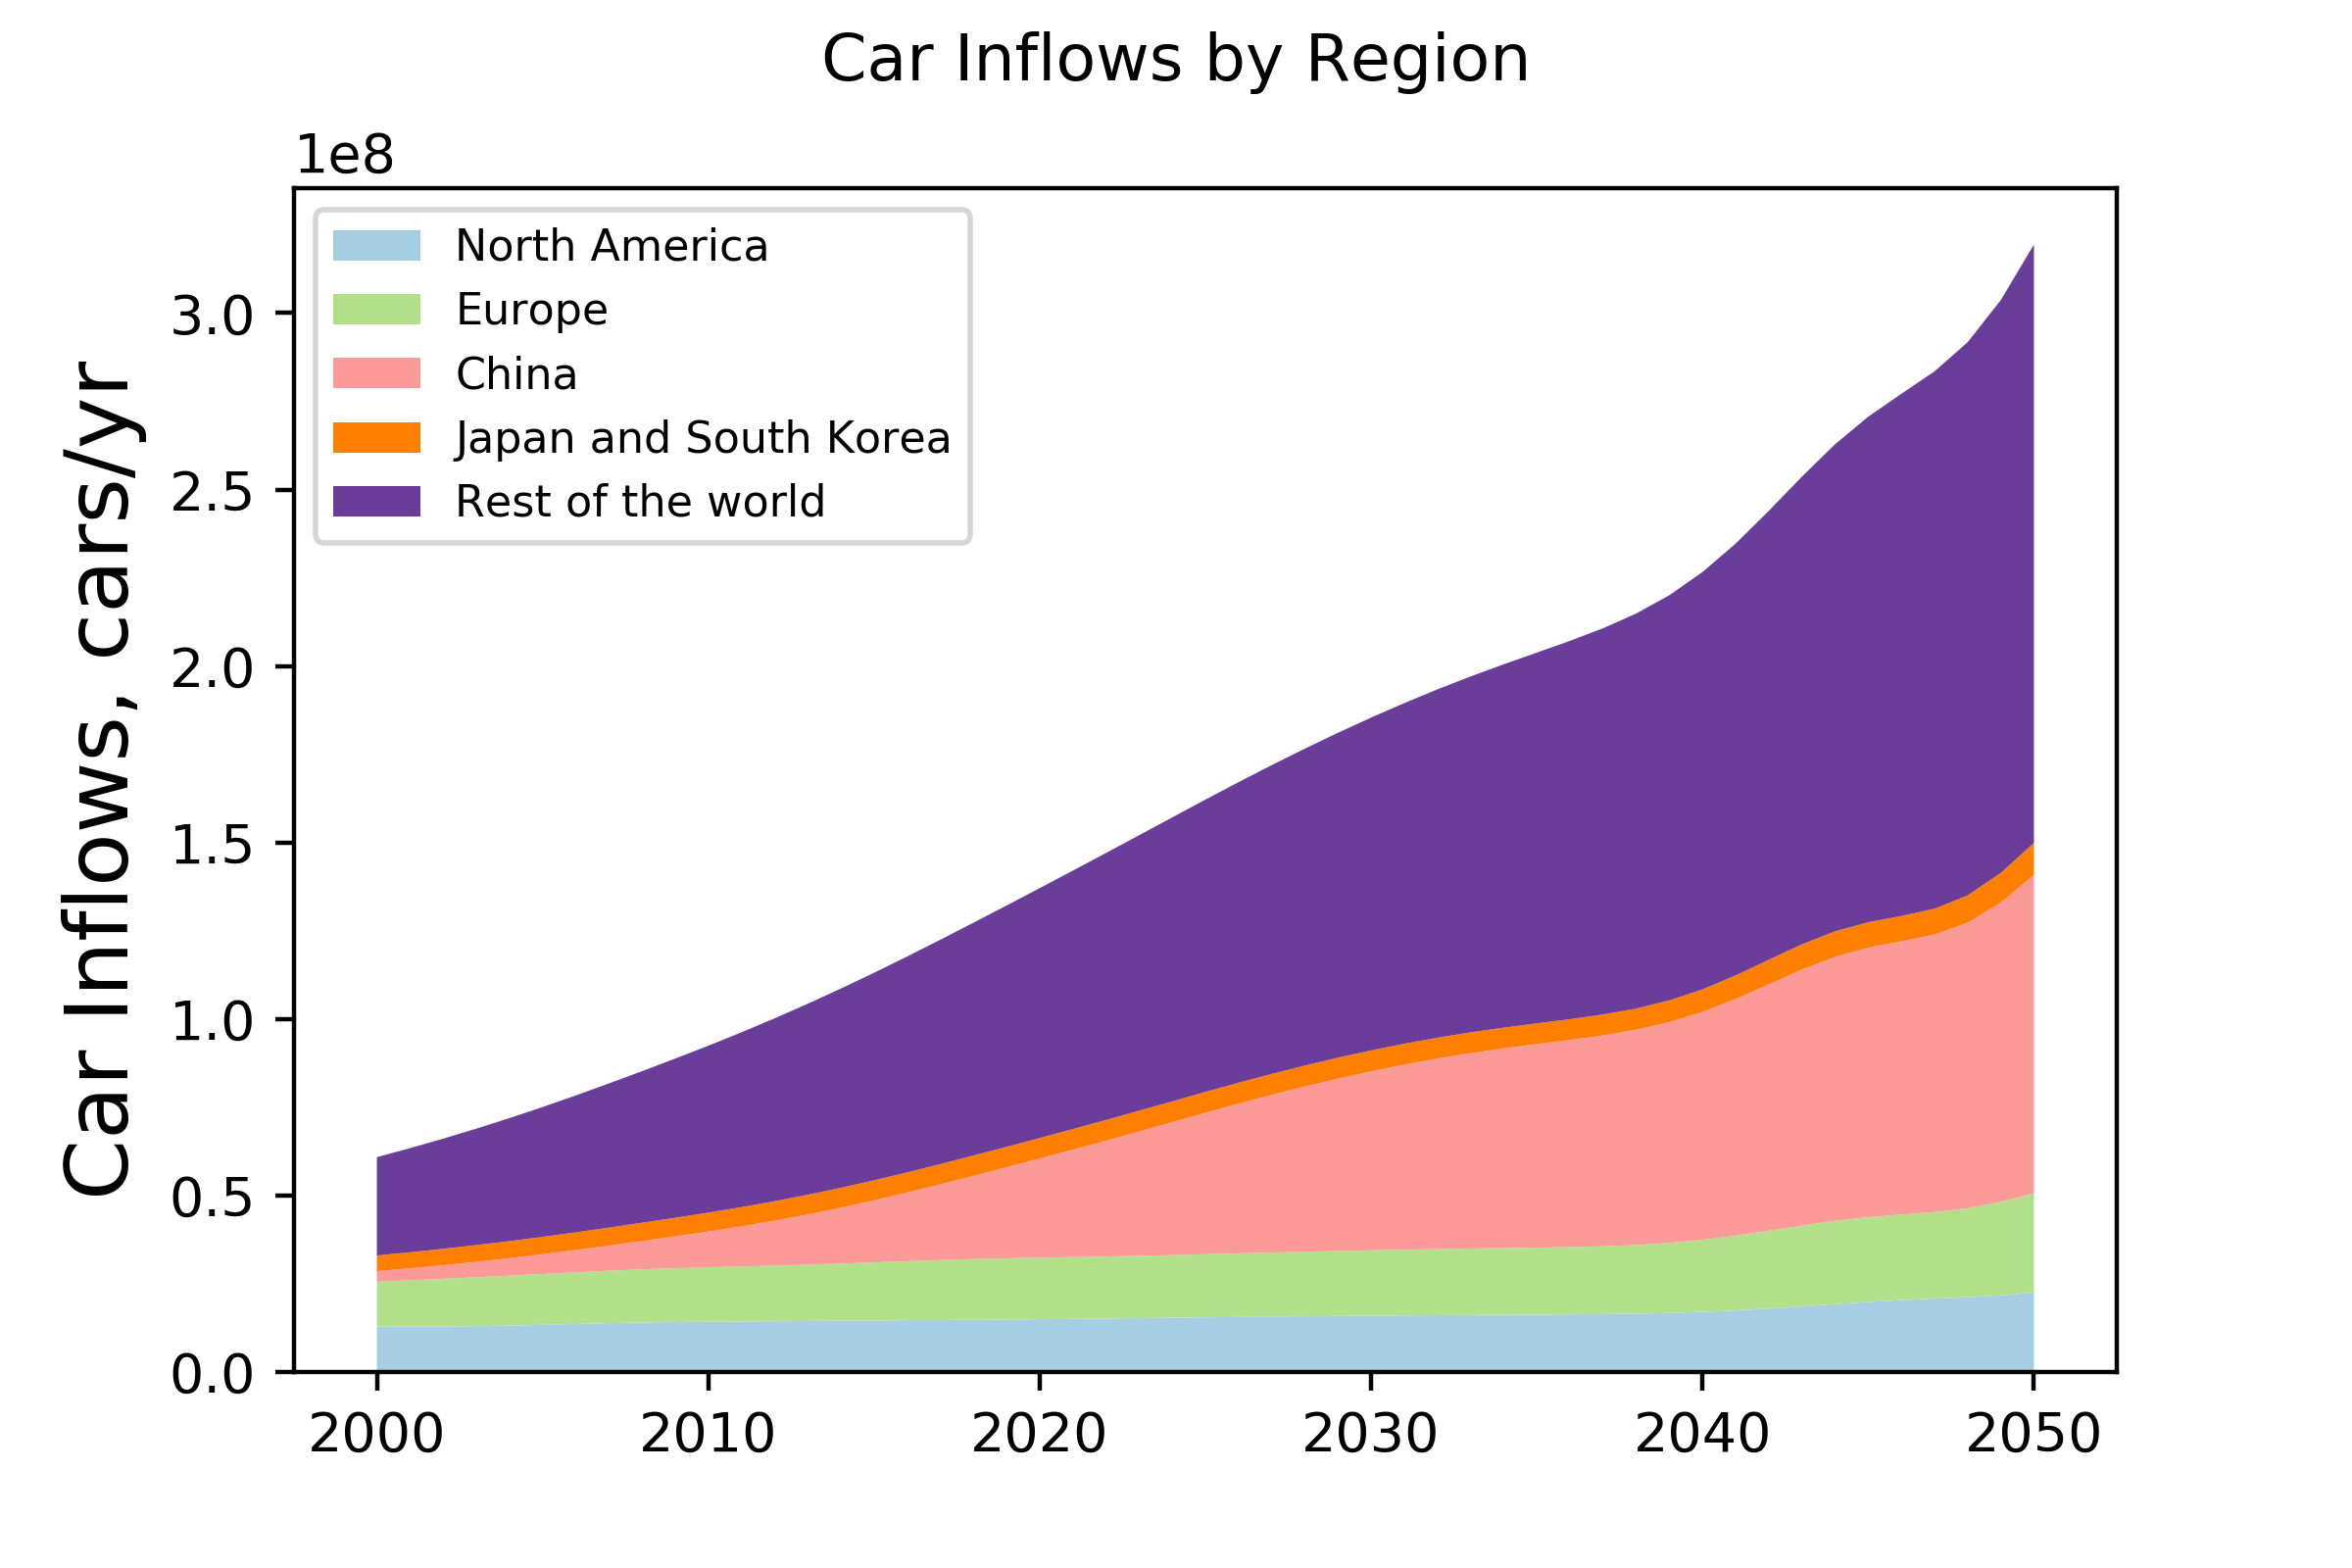 Car Inflows by Region
1e8
North America
Europe
China
Japan and South Korea
Rest of the world
Car Inflows, cars/yr
3.0
2.5
2.0
1.5
1.0
0.5
0.0
2000 2010 2020 2030 2040 2050